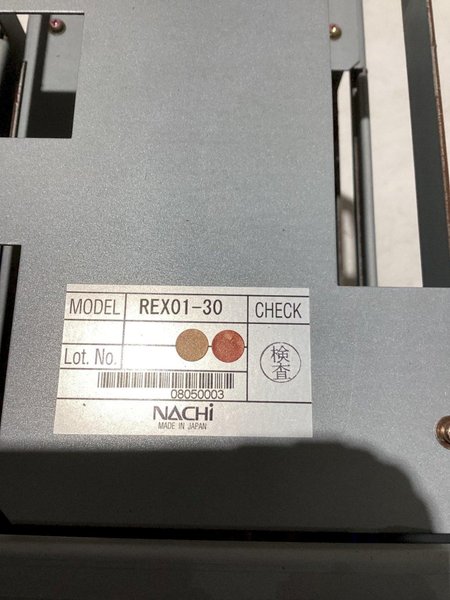 MODEL REX01-30 CHECK
Lot. No.
検
査
08050003
NACHi
MADE IN JAPAN